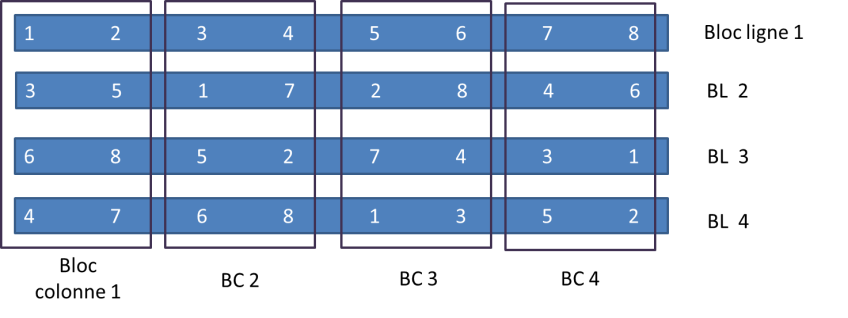 1 2 3 4 5 6 7 8 Bloc ligne 1
3 5 1 7 2 8 4 6 BL 2
6 8 5 2 7 4 3 1 BL 3
4 7 6 8 1 3 5 2 BL 4
Bloc
colonne 1
BC 2
BC 3
BC 4